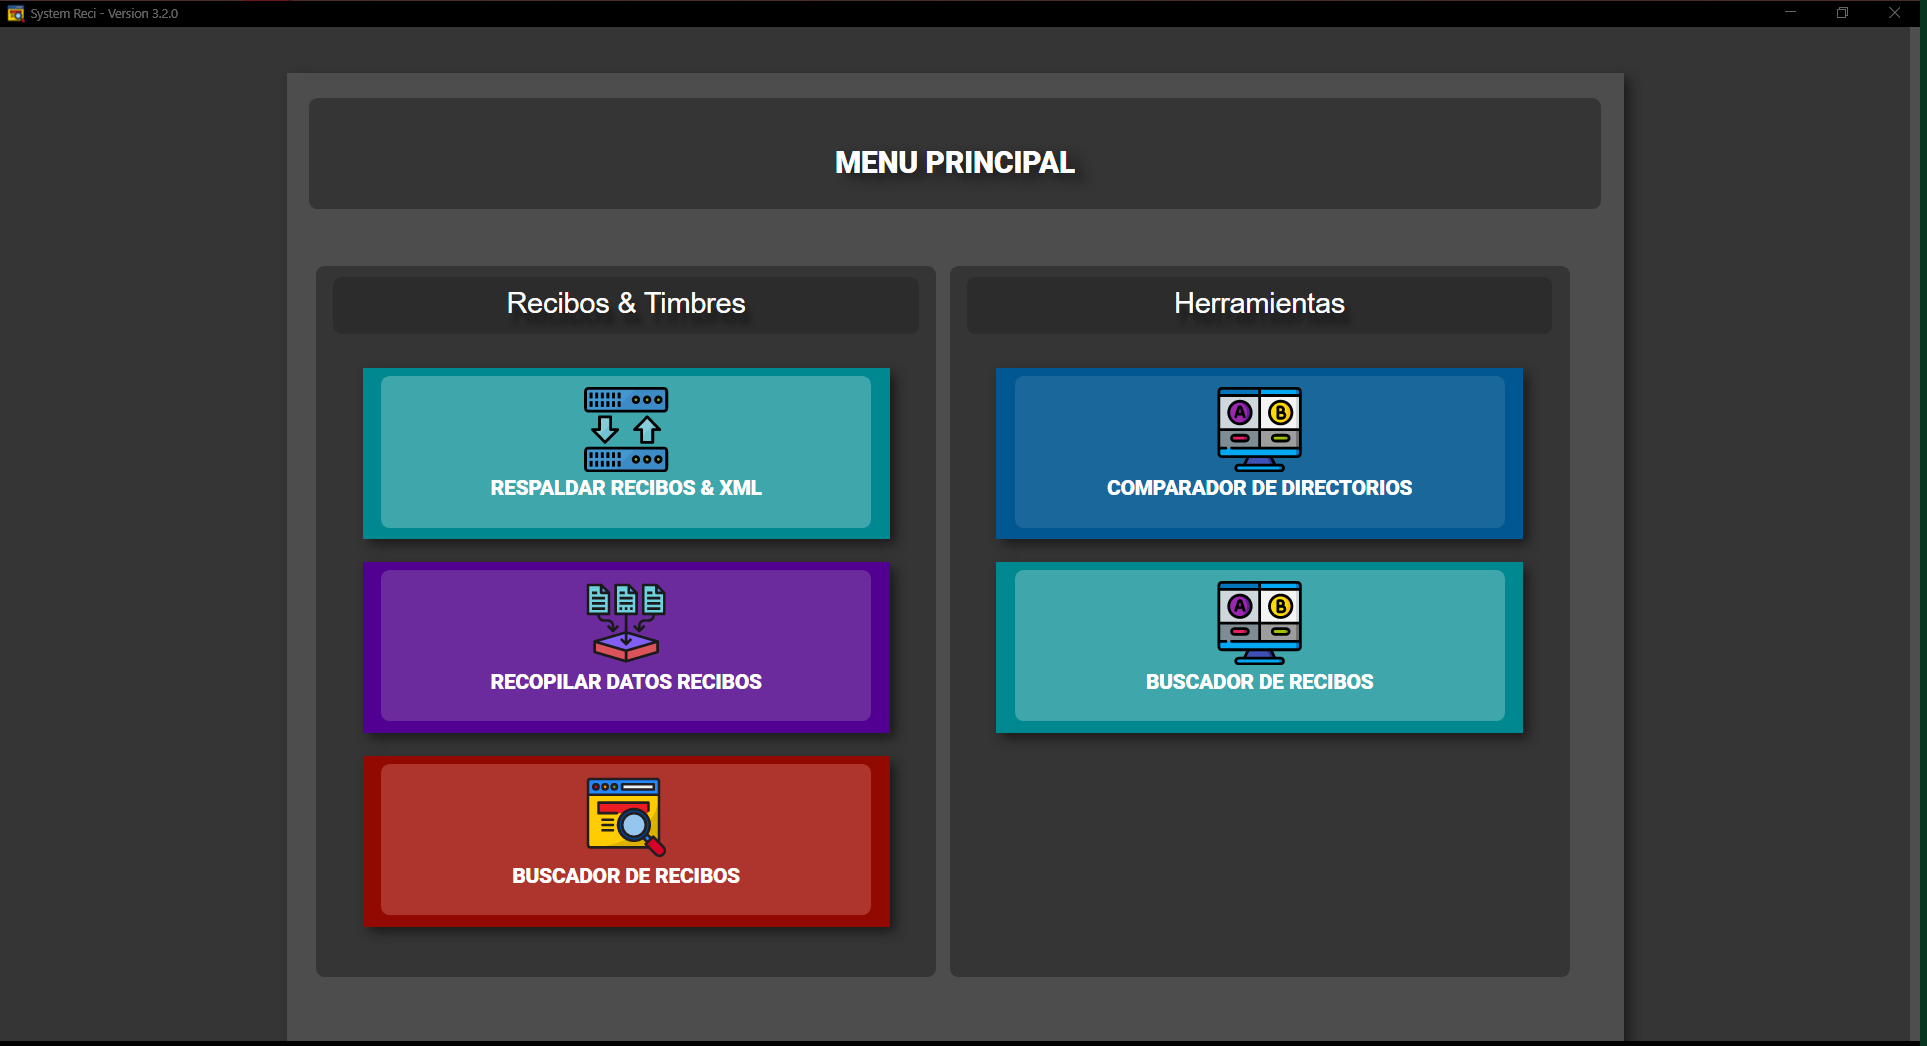 System Reci - Version 3.2.0
MENU PRINCIPAL
Recibos & Timbres
RESPALDAR RECIBOS & XML
RECOPILAR DATOS RECIBOS
BUSCADOR DE RECIBOS
Herramientas
A B
COMPARADOR DE DIRECTORIOS
A B
BUSCADOR DE RECIBOS